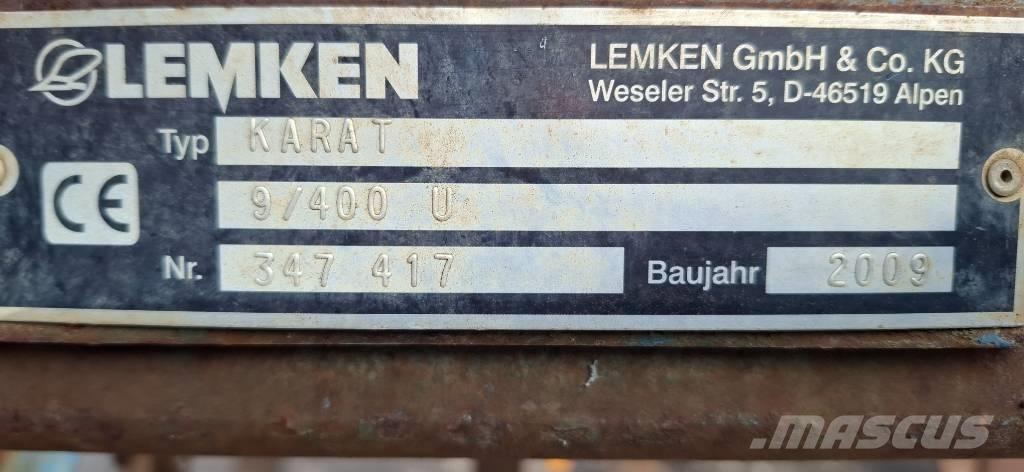 LEMKEN
LEMKEN GmbH & Co. KG
Weseler Str. 5, D-46519 Alpen
Typ KARAT
9/400 U
CE
Nr. 347 417 Baujahr 2009
.MASCUS